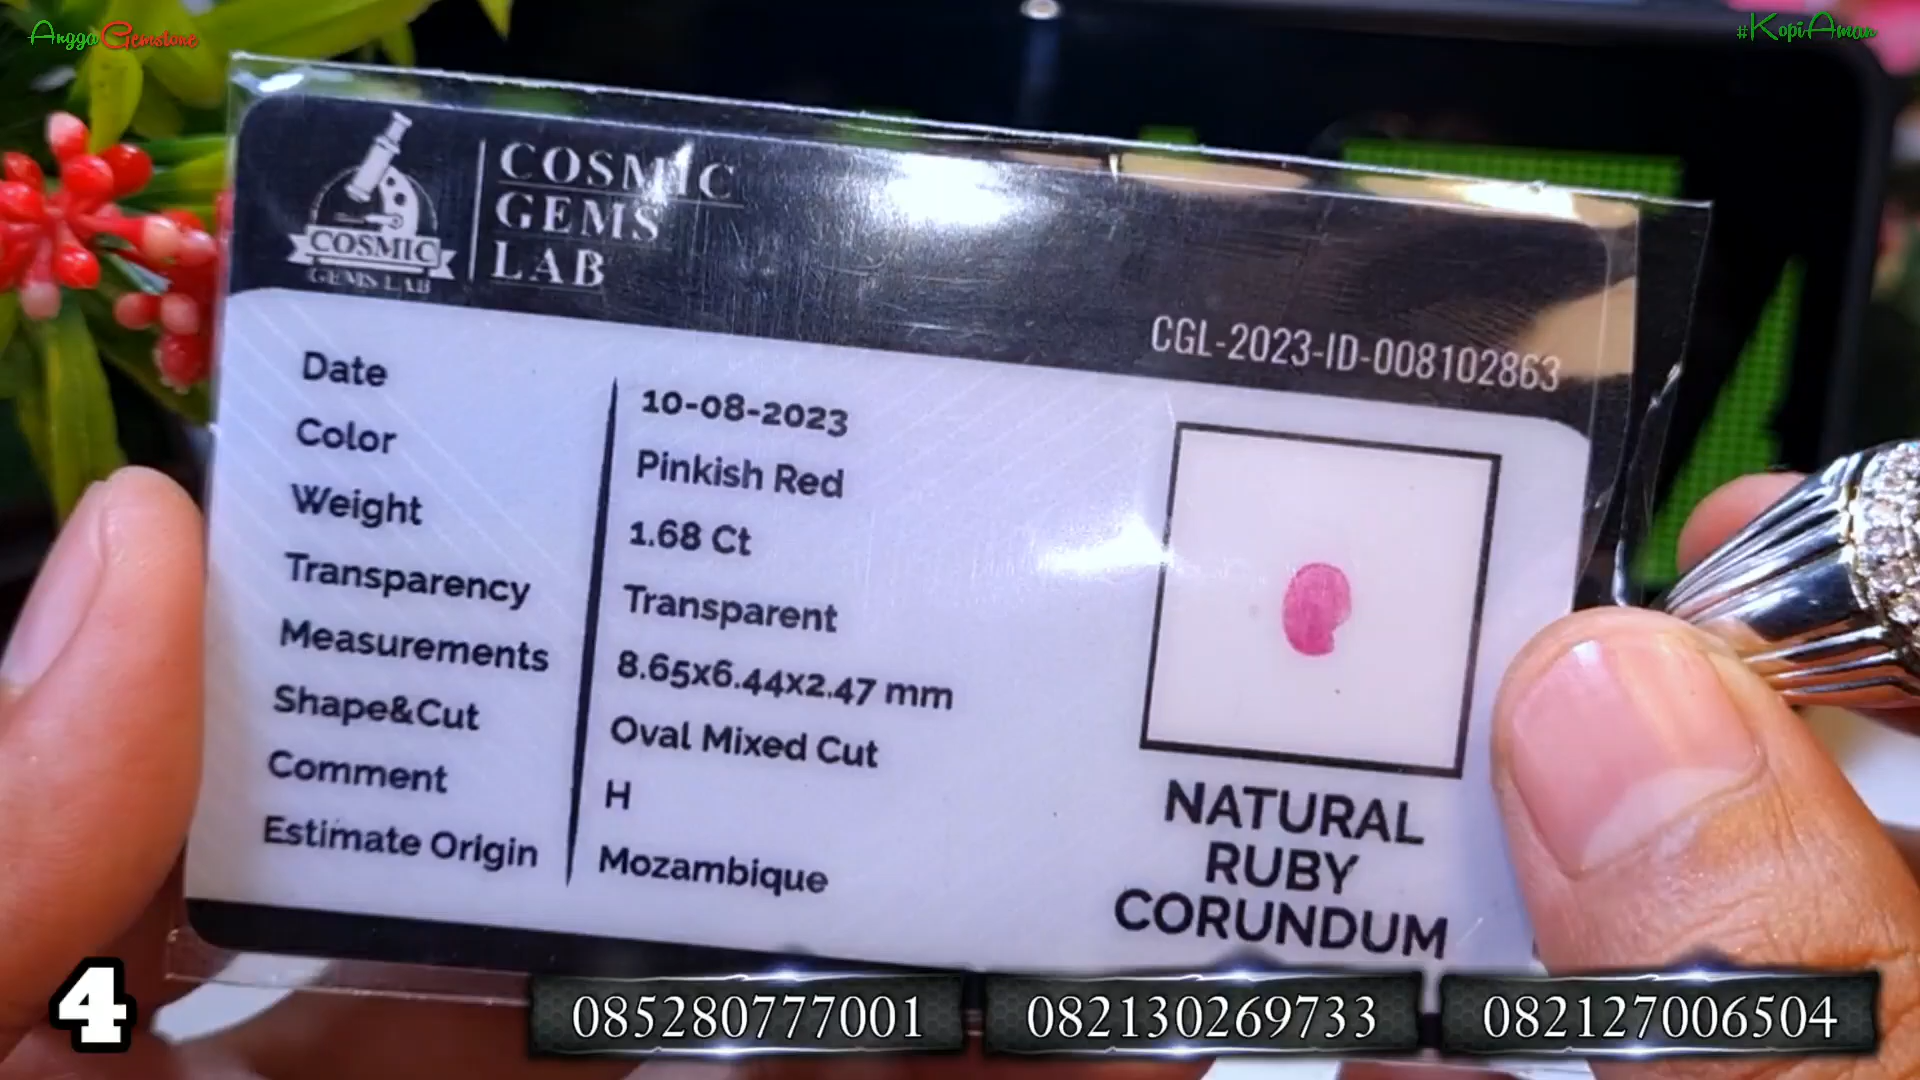 Angga Gemstone
#KopiAman
COSMIC
GEMS LAB
COSMIC
GEMS
LAB
CGL-2023-ID-008102863
Date 10-08-2023
Color Pinkish Red
Weight 1.68 Ct
Transparency Transparent
Measurements 8.65x6.44x2.47 mm
Shape&Cut Oval Mixed Cut
Comment H
Estimate Origin Mozambique
NATURAL
RUBY
CORUNDUM
4
085280777001 082130269733 082127006504